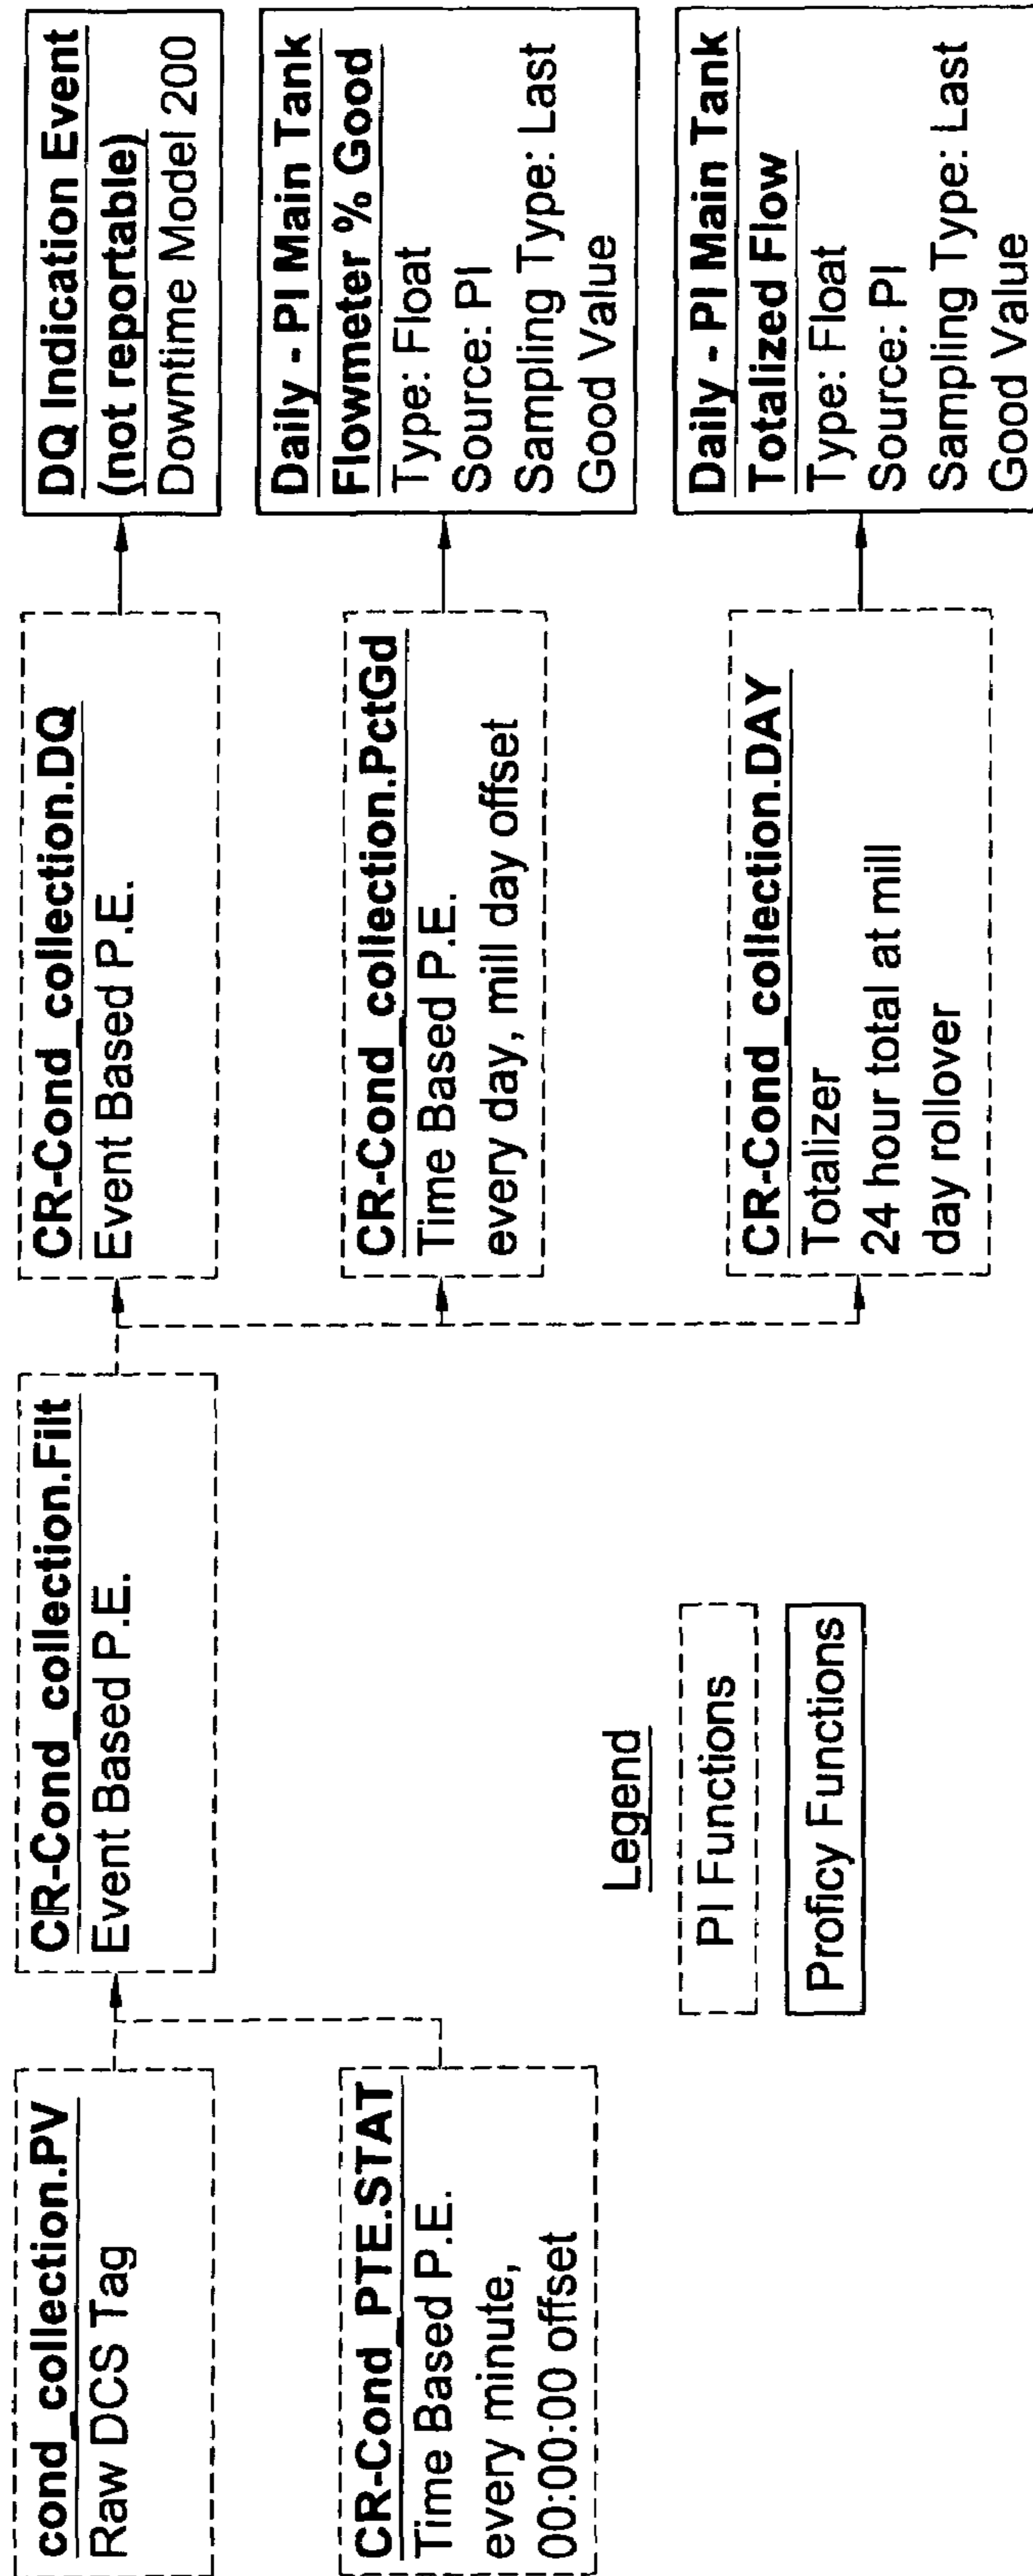 cond_collection.PV
Raw DCS Tag
CR-Cond_PTE.STAT
Time Based P.E.
every minute,
00:00:00 offset
CR-Cond_collection.Filt
Event Based P.E.
CR-Cond_collection.DQ
Event Based P.E.
CR-Cond_collection.PctGd
Time Based P.E.
every day, mill day offset
CR-Cond_collection.DAY
Totalizer
24 hour total at mill
day rollover
DQ Indication Event
(not reportable)
Downtime Model 200
Daily - PI Main Tank
Flowmeter % Good
Type: Float
Source: PI
Sampling Type: Last
Good Value
Daily - PI Main Tank
Totalized Flow
Type: Float
Source: PI
Sampling Type: Last
Good Value
Legend
PI Functions
Proficy Functions